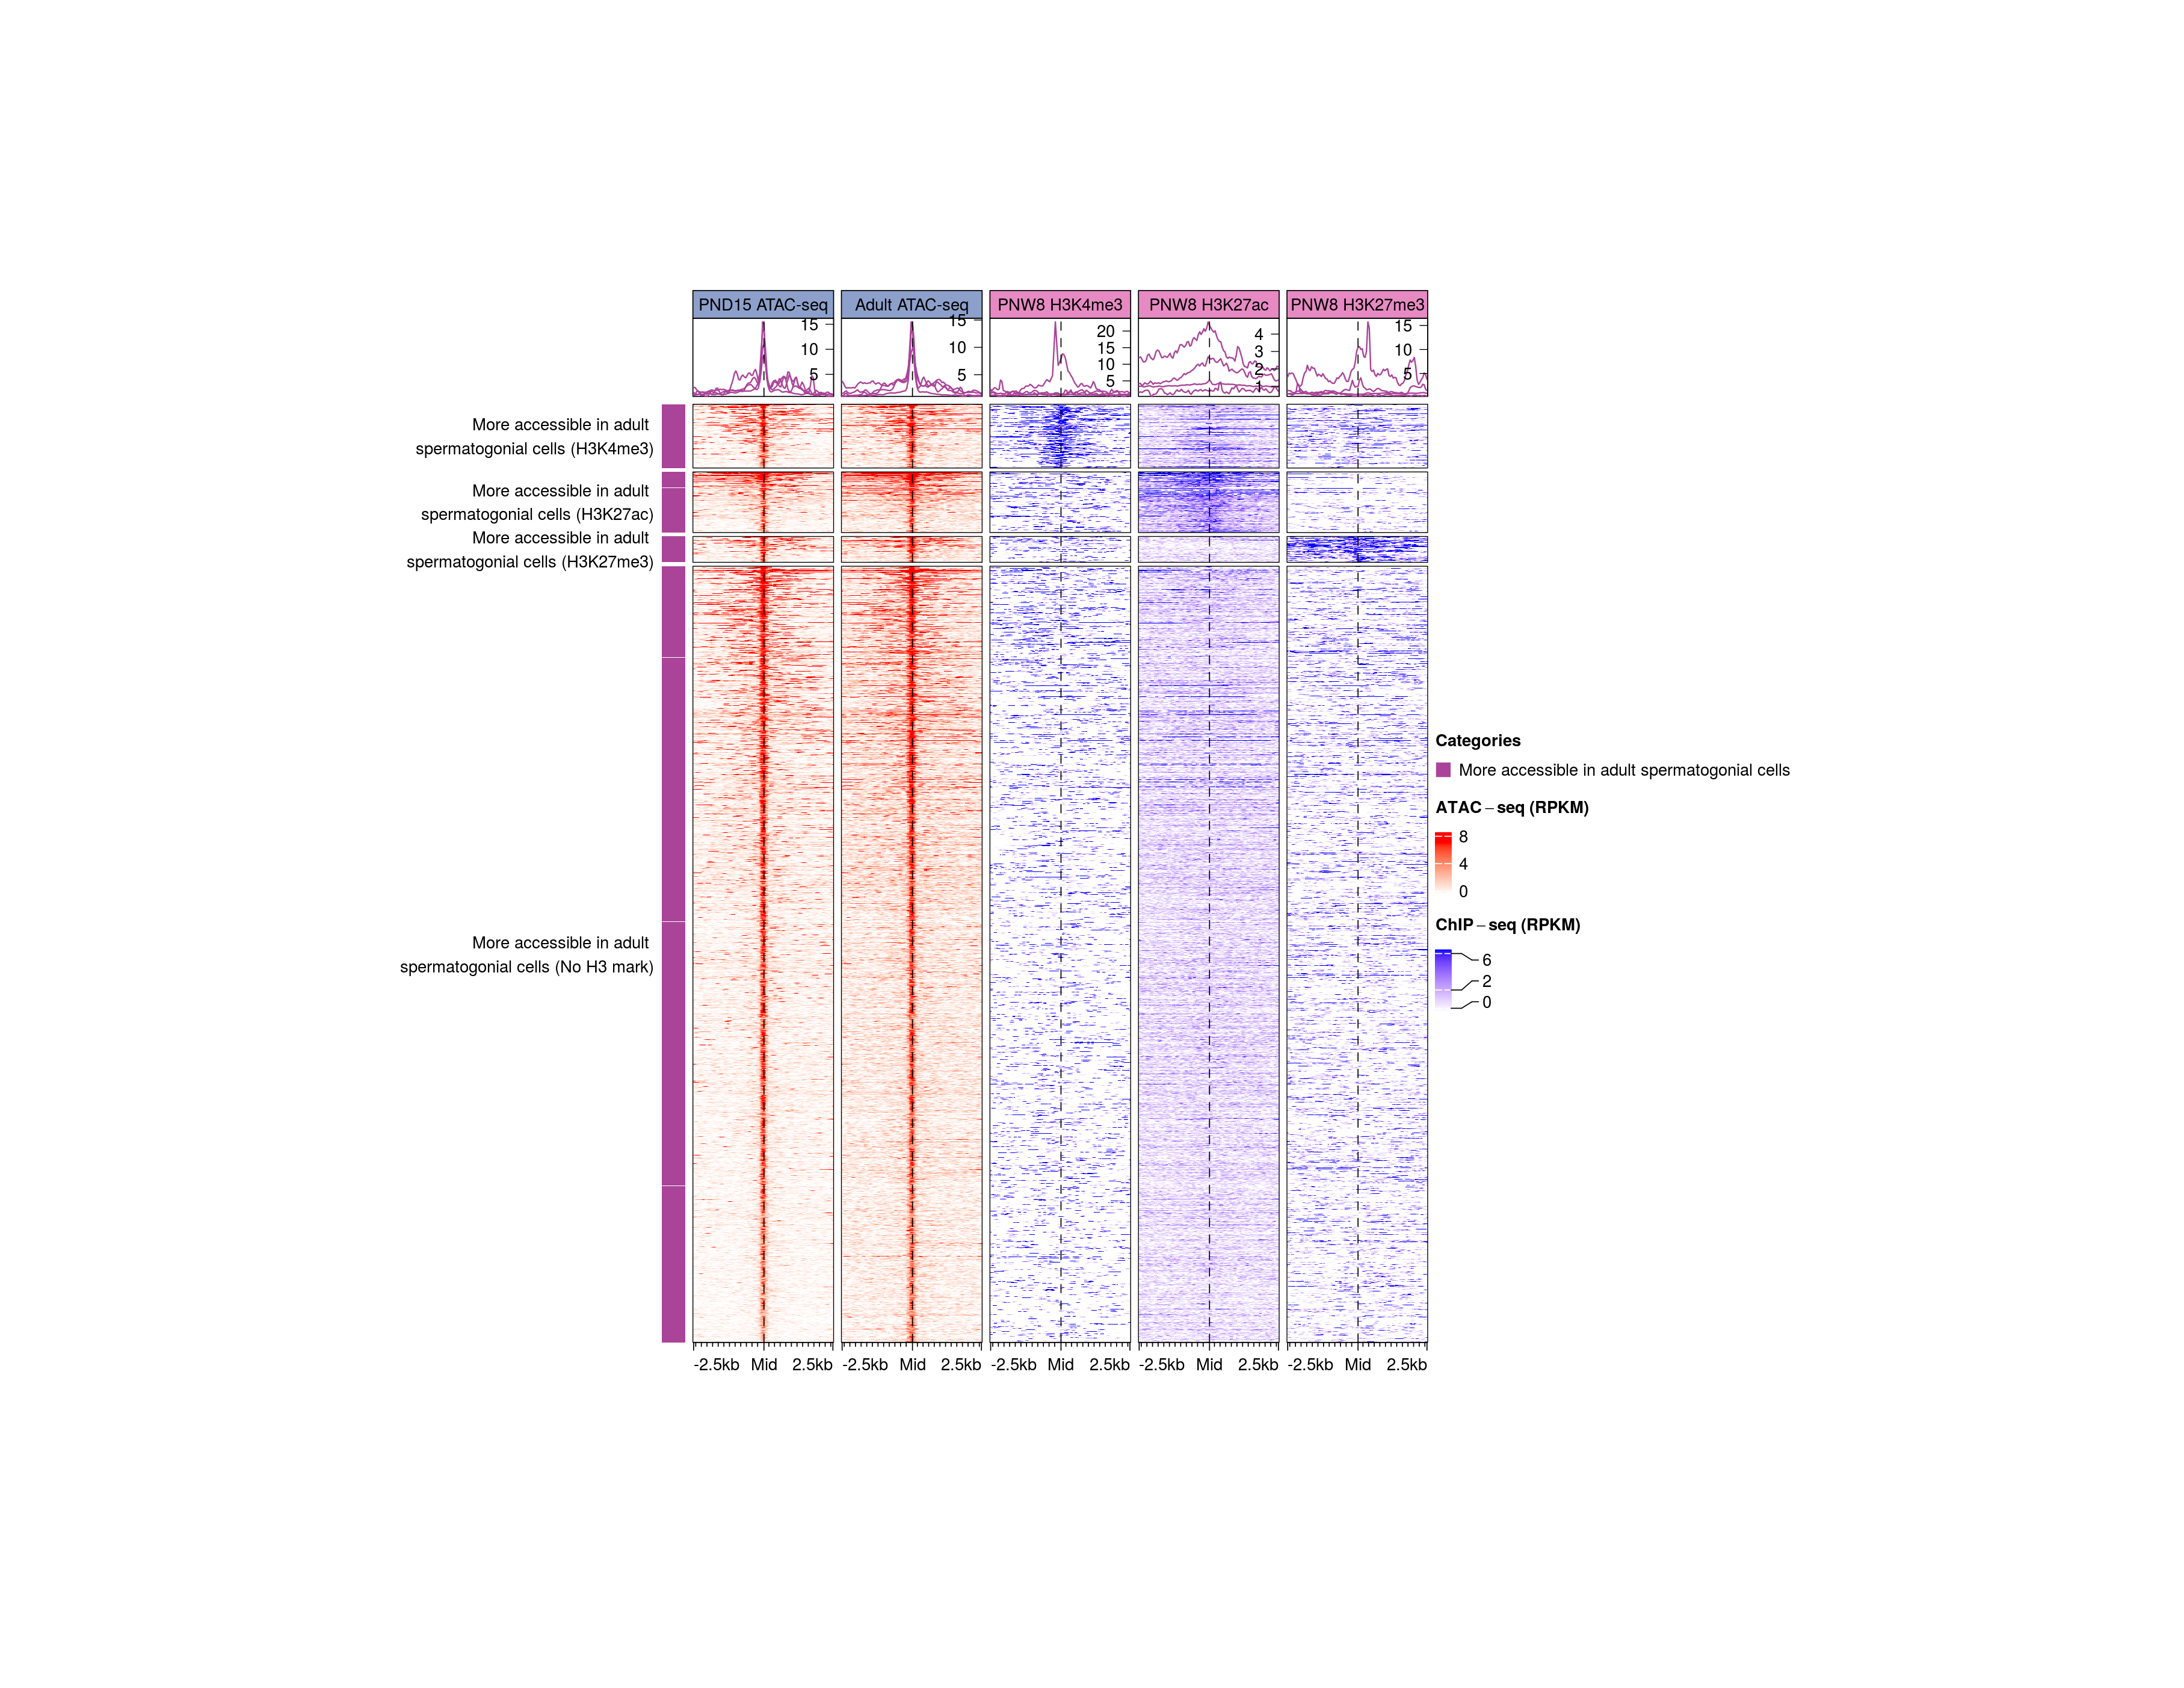 PND15 ATAC-seq
Adult ATAC-seq
PNW8 H3K4me3
PNW8 H3K27ac
PNW8 H3K27me3
15
10
5
15
10
5
20
15
10
5
4
3
2
1
15
10
5
More accessible in adult
spermatogonial cells (H3K4me3)
More accessible in adult
spermatogonial cells (H3K27ac)
More accessible in adult
spermatogonial cells (H3K27me3)
More accessible in adult
spermatogonial cells (No H3 mark)
-2.5kb Mid 2.5kb
-2.5kb Mid 2.5kb
-2.5kb Mid 2.5kb
-2.5kb Mid 2.5kb
-2.5kb Mid 2.5kb
Categories
More accessible in adult spermatogonial cells
ATAC−seq (RPKM)
8
4
0
ChIP−seq (RPKM)
6
2
0